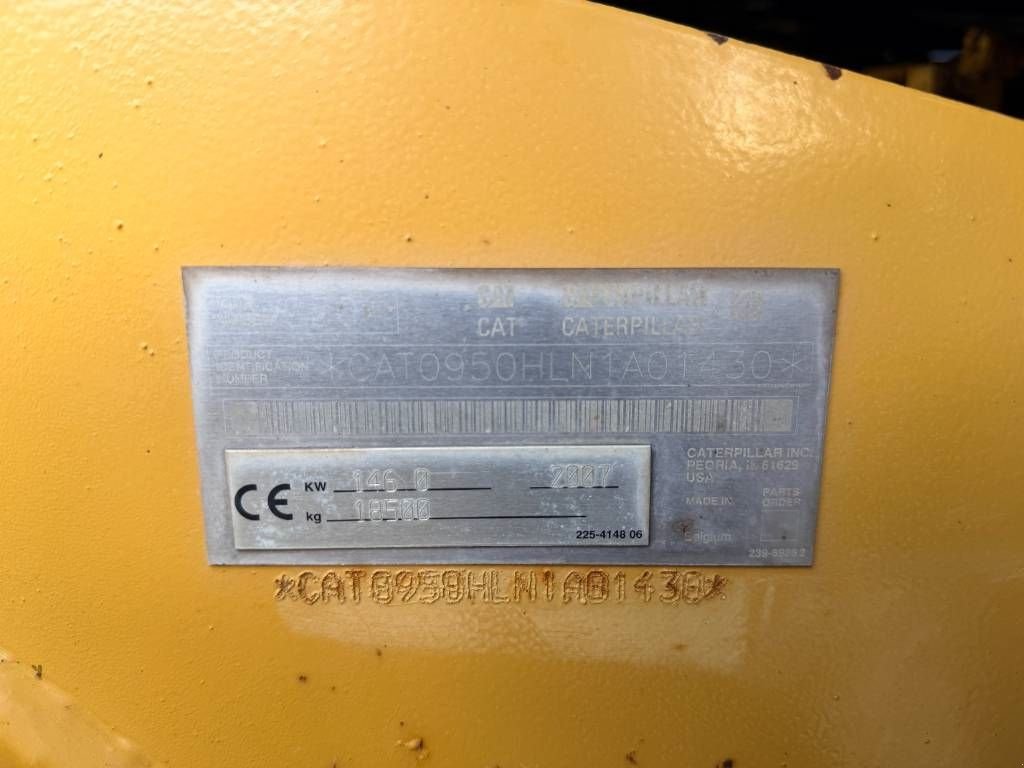 CAT CATERPILLAR
PRODUCT
IDENTIFICATION
NUMBER
*CAT0950HLN1A01430*
CE KW 146.0 2007
kg 18500
225-4148 06
CATERPILLAR INC.
PEORIA, IL 61629
USA
MADE IN
Belgium
PARTS
ORDER
*CAT0950HLN1A01430*